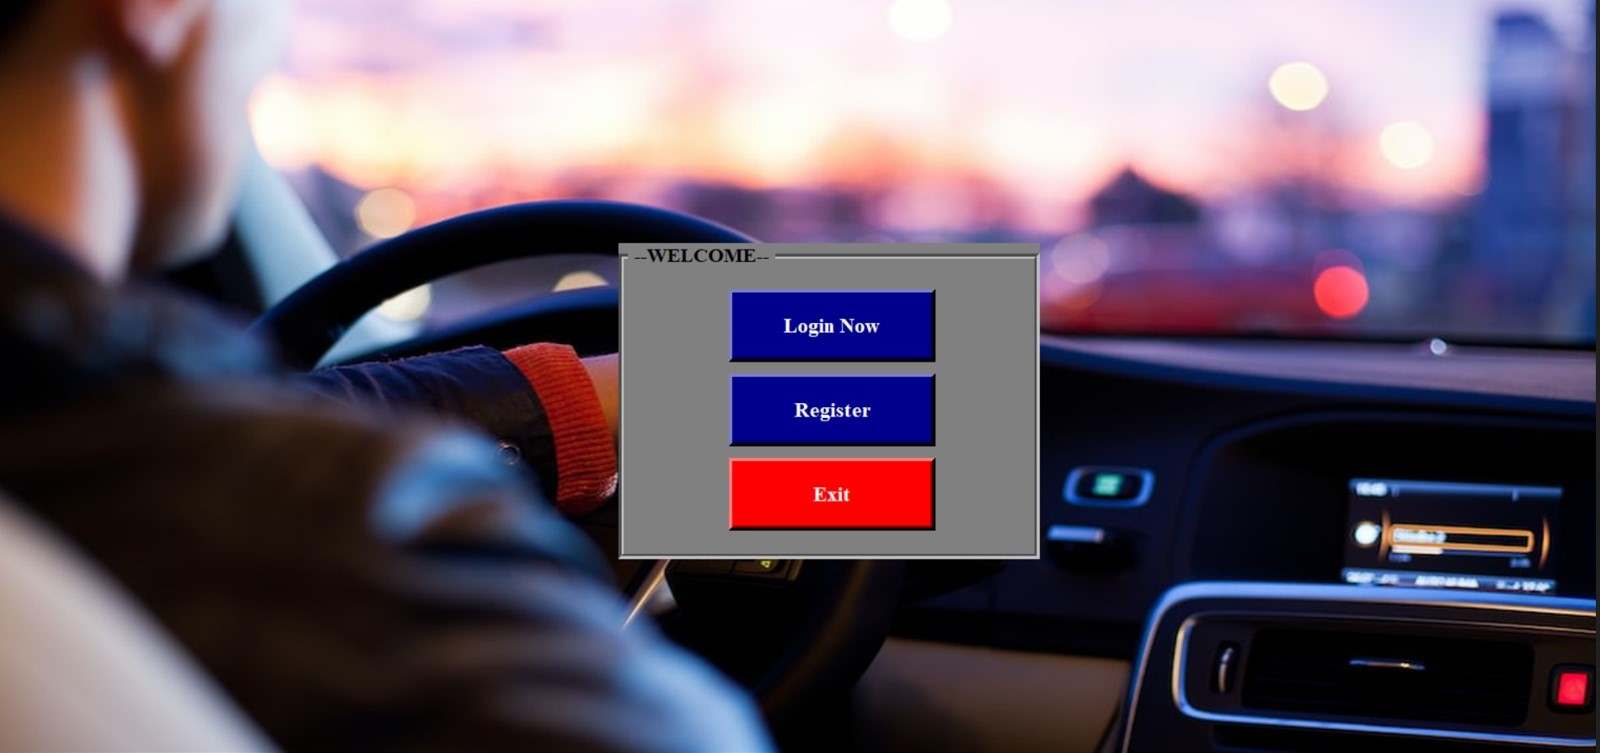 --WELCOME--
Login Now
Register
Exit